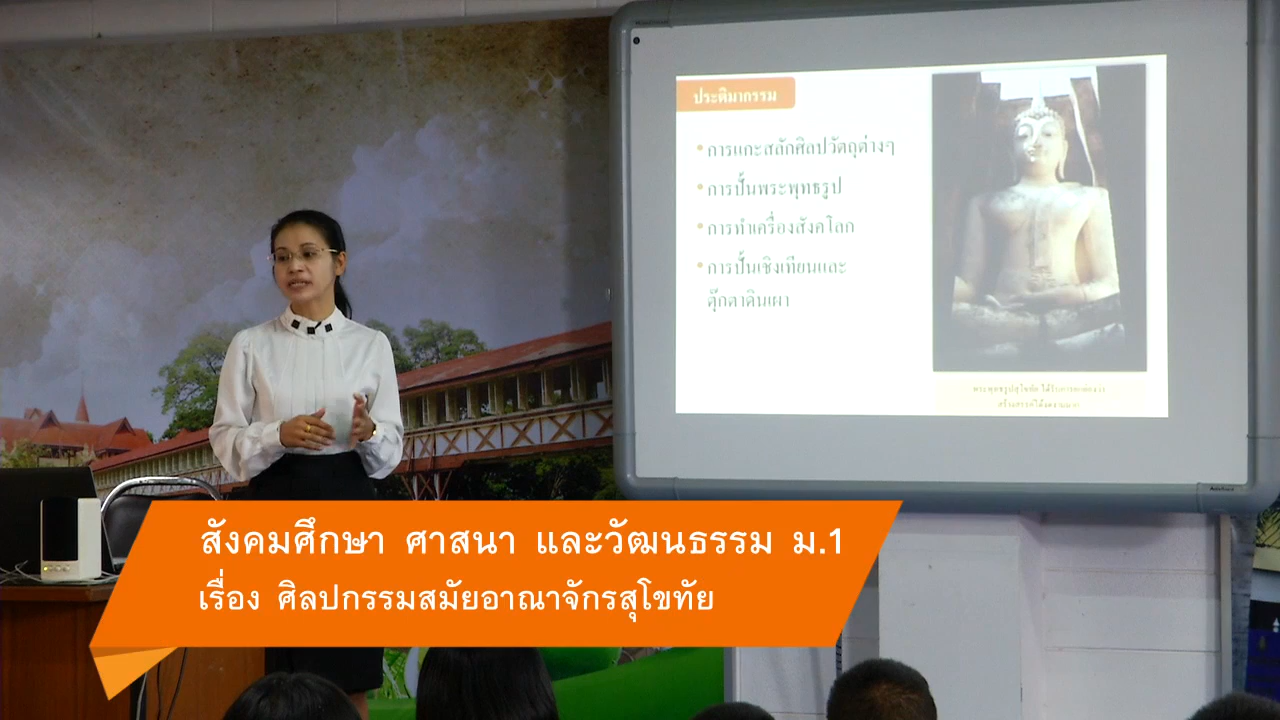 ประติมากรรม
•การแกะสลักศิลปวัตถุต่างๆ
•การปั้นพระพุทธรูป
•การทำเครื่องสังคโลก
•การปั้นเชิงเทียนและ
ตุ๊กตาดินเผา
สังคมศึกษา ศาสนา และวัฒนธรรม ม.1
เรื่อง ศิลปกรรมสมัยอาณาจักรสุโขทัย